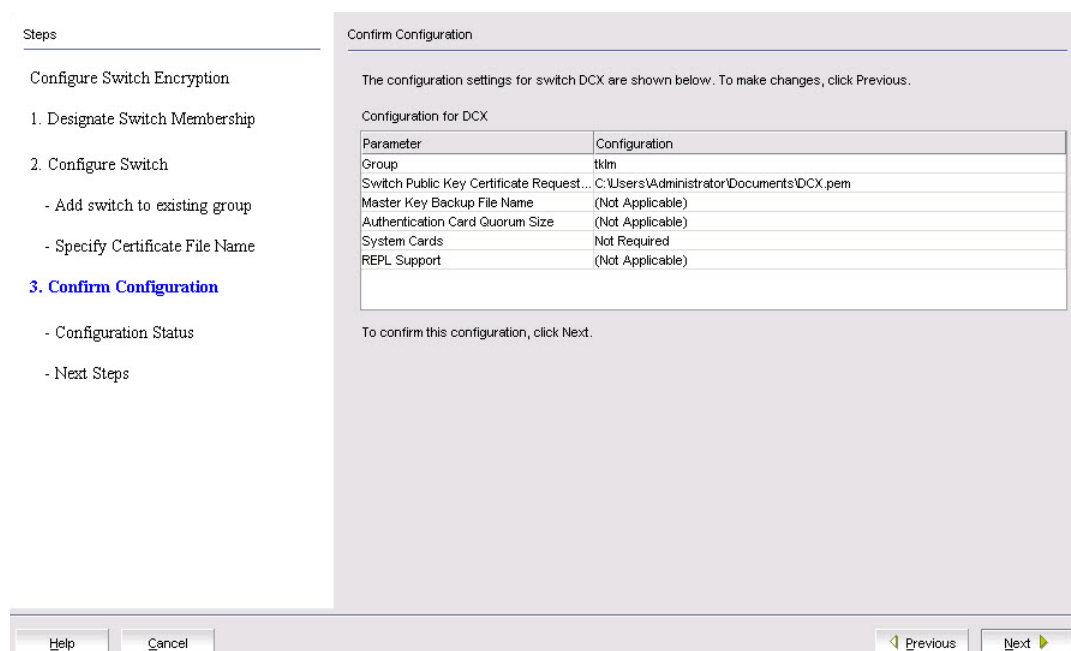 Steps
Configure Switch Encryption
1. Designate Switch Membership
2. Configure Switch
- Add switch to existing group
- Specify Certificate File Name
3. Confirm Configuration
- Configuration Status
- Next Steps
Confirm Configuration
The configuration settings for switch DCX are shown below. To make changes, click Previous.
Configuration for DCX
Parameter Configuration
Group tklm
Switch Public Key Certificate Request... C:\Users\Administrator\Documents\DCX.pem
Master Key Backup File Name (Not Applicable)
Authentication Card Quorum Size (Not Applicable)
System Cards Not Required
REPL Support (Not Applicable)
To confirm this configuration, click Next.
Help Cancel Previous Next